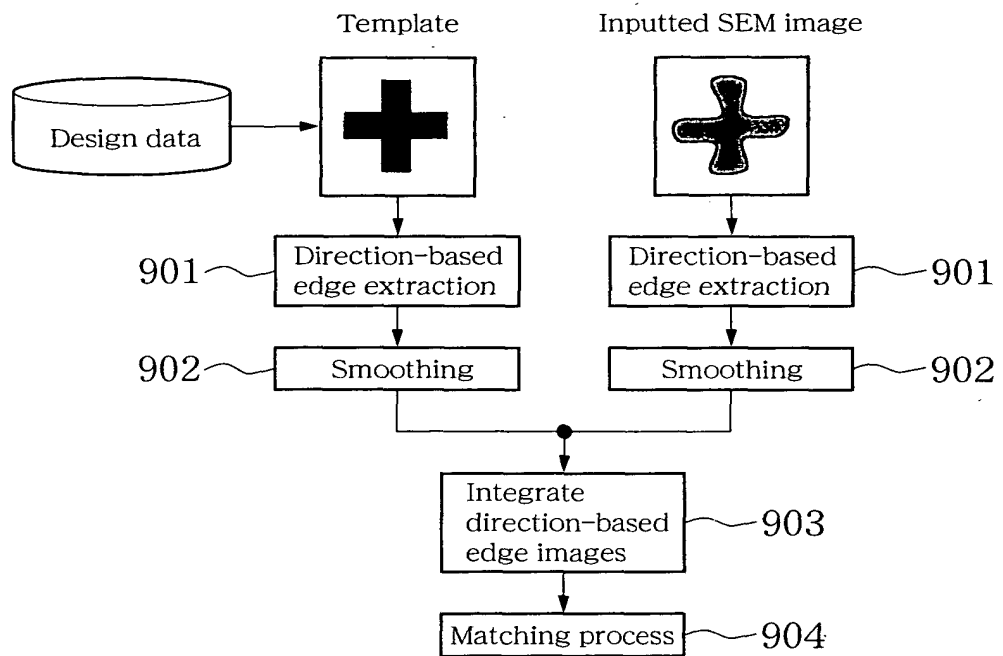 Template
Inputted SEM image
Design data
901
Direction-based
edge extraction
Direction-based
edge extraction
901
902
Smoothing
Smoothing
902
Integrate
direction-based
edge images
903
Matching process
904